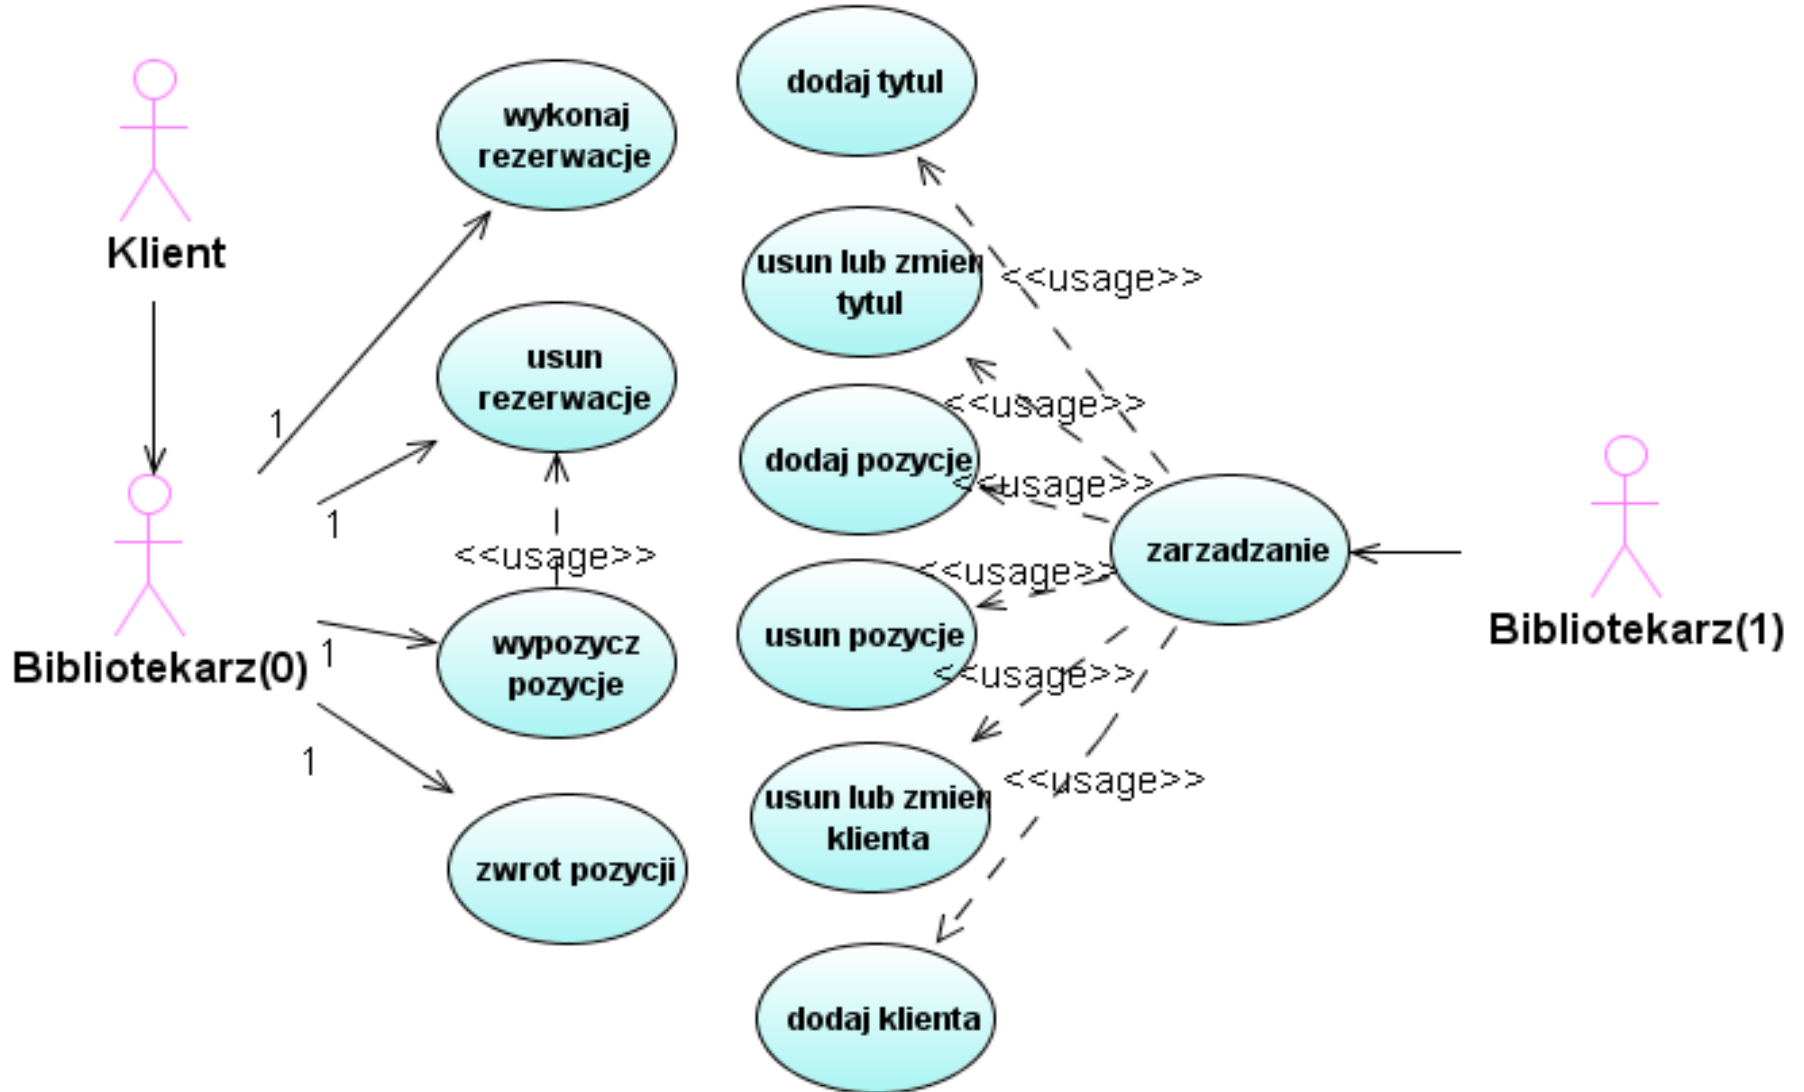 Klient
Bibliotekarz(0)
1
1
1
1
wykonaj
rezerwacje
usun
rezerwacje
<<usage>>
wypozycz
pozycje
zwrot pozycji
dodaj tytul
usun lub zmien
tytul
dodaj pozycje
usun pozycje
usun lub zmien
klienta
dodaj klienta
<<usage>>
<<usage>>
<<usage>>
<<usage>>
<<usage>>
<<usage>>
zarzadzanie
Bibliotekarz(1)